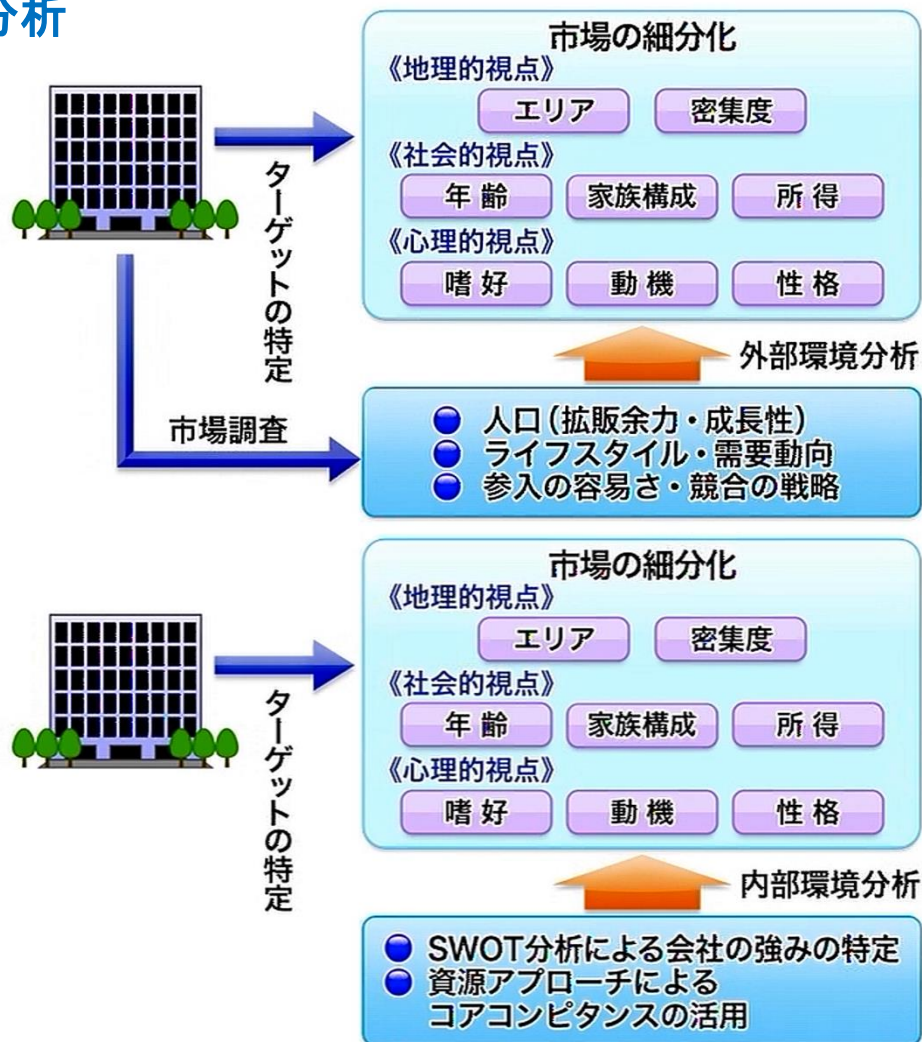 分析
市場の細分化
《地理的視点》
エリア 密集度
《社会的視点》
年齢 家族構成 所得
《心理的視点》
嗜好 動機 性格
ターゲットの特定
外部環境分析
市場調査
● 人口（拡販余力・成長性）
● ライフスタイル・需要動向
● 参入の容易さ・競合の戦略
市場の細分化
《地理的視点》
エリア 密集度
《社会的視点》
年齢 家族構成 所得
《心理的視点》
嗜好 動機 性格
ターゲットの特定
内部環境分析
● SWOT分析による会社の強みの特定
● 資源アプローチによる
コアコンピタンスの活用